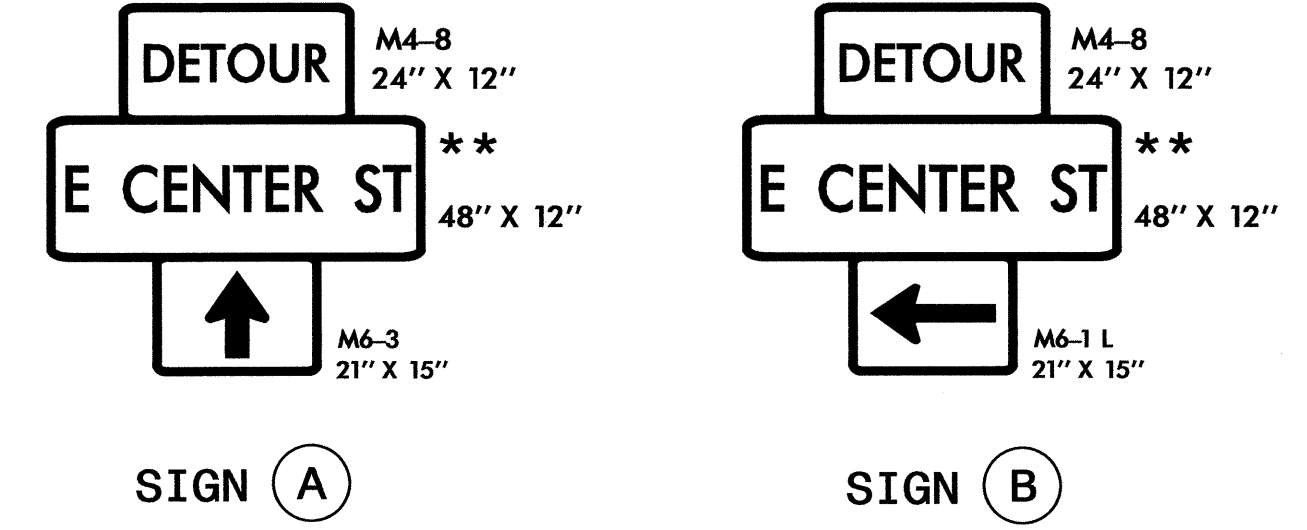 DETOUR
M4–8
24" X 12"
E CENTER ST
**
48" X 12"
M6–3
21" X 15"
SIGN A
DETOUR
M4–8
24" X 12"
E CENTER ST
**
48" X 12"
M6–1 L
21" X 15"
SIGN B